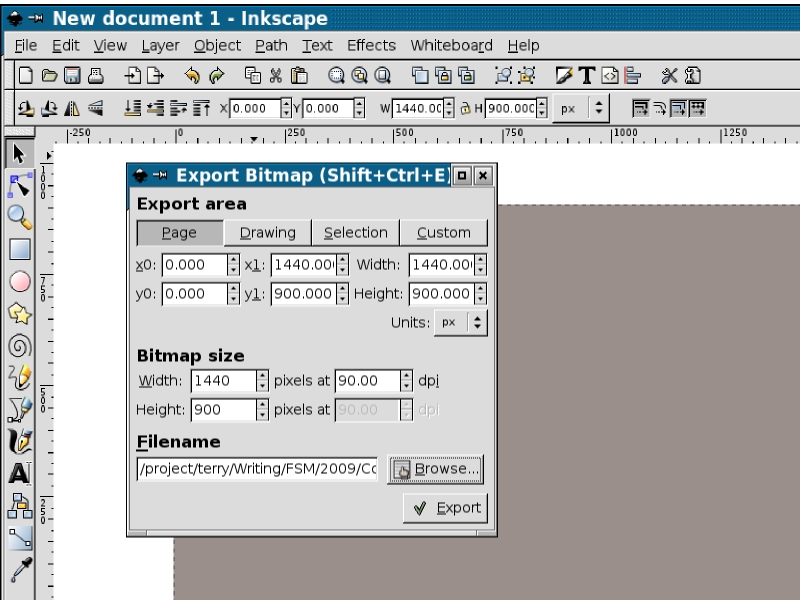 New document 1 - Inkscape
File Edit View Layer Object Path Text Effects Whiteboard Help
X 0.000 Y 0.000 W 1440.00 H 900.000 px
-250 0 250 500 750 1000 1250
Export Bitmap (Shift+Ctrl+E)
Export area
Page Drawing Selection Custom
x0: 0.000 x1: 1440.00 Width: 1440.00
y0: 0.000 y1: 900.000 Height: 900.000
Units: px
Bitmap size
Width: 1440 pixels at 90.00 dpi
Height: 900 pixels at 90.00 dpi
Filename
/project/terry/Writing/FSM/2009/Co
Browse...
Export
1000
750
500
250